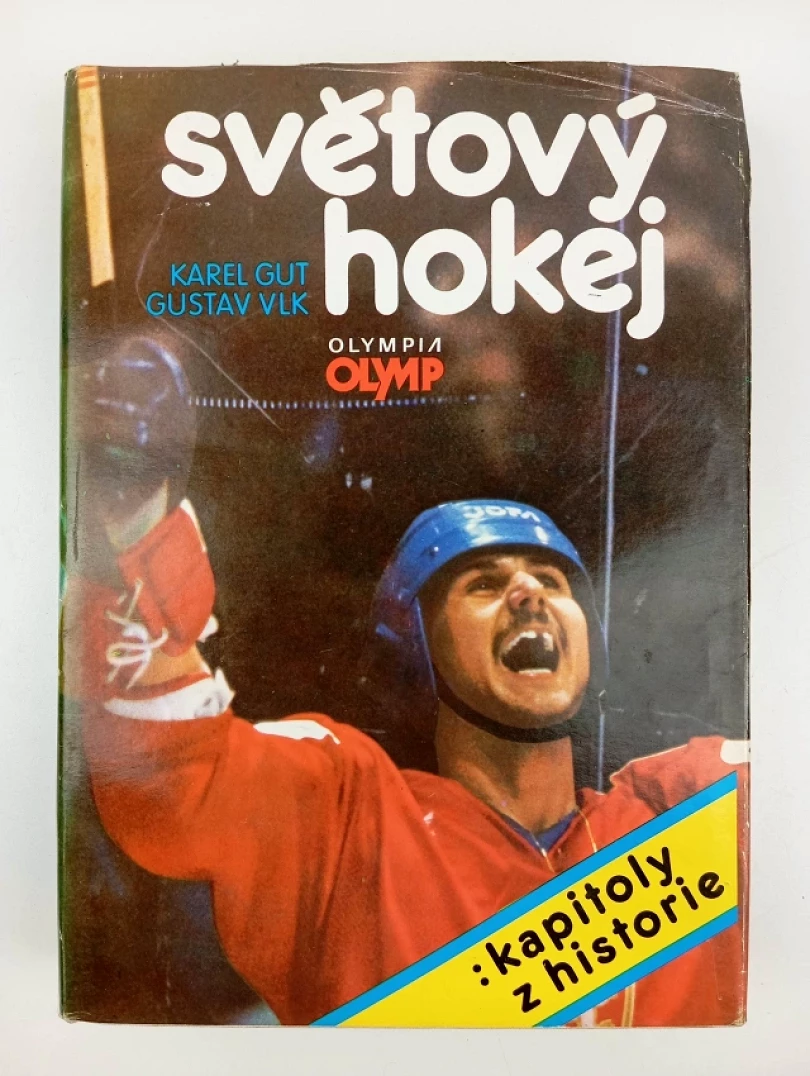 světový
hokej
KAREL GUT
GUSTAV VLK
OLYMPIA
OLYMP
JOFA
: kapitoly
z historie